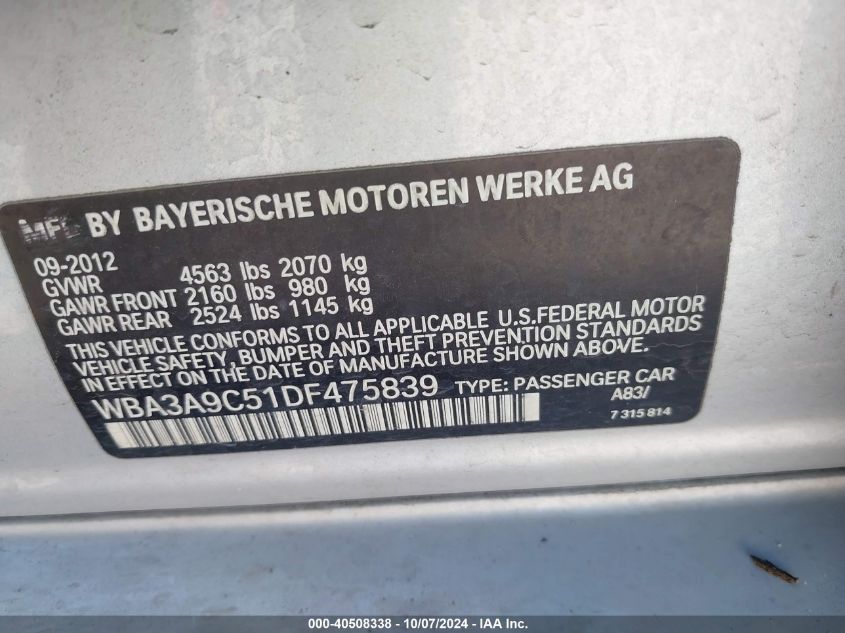 MFD BY BAYERISCHE MOTOREN WERKE AG
09-2012
GVWR 4563 lbs 2070 kg
GAWR FRONT 2160 lbs 980 kg
GAWR REAR 2524 lbs 1145 kg
THIS VEHICLE CONFORMS TO ALL APPLICABLE U.S.FEDERAL MOTOR
VEHICLE SAFETY, BUMPER AND THEFT PREVENTION STANDARDS
IN EFFECT ON THE DATE OF MANUFACTURE SHOWN ABOVE.
WBA3A9C51DF475839 TYPE: PASSENGER CAR
A83/
7 315 814
000-40508338 - 10/07/2024 - IAA Inc.